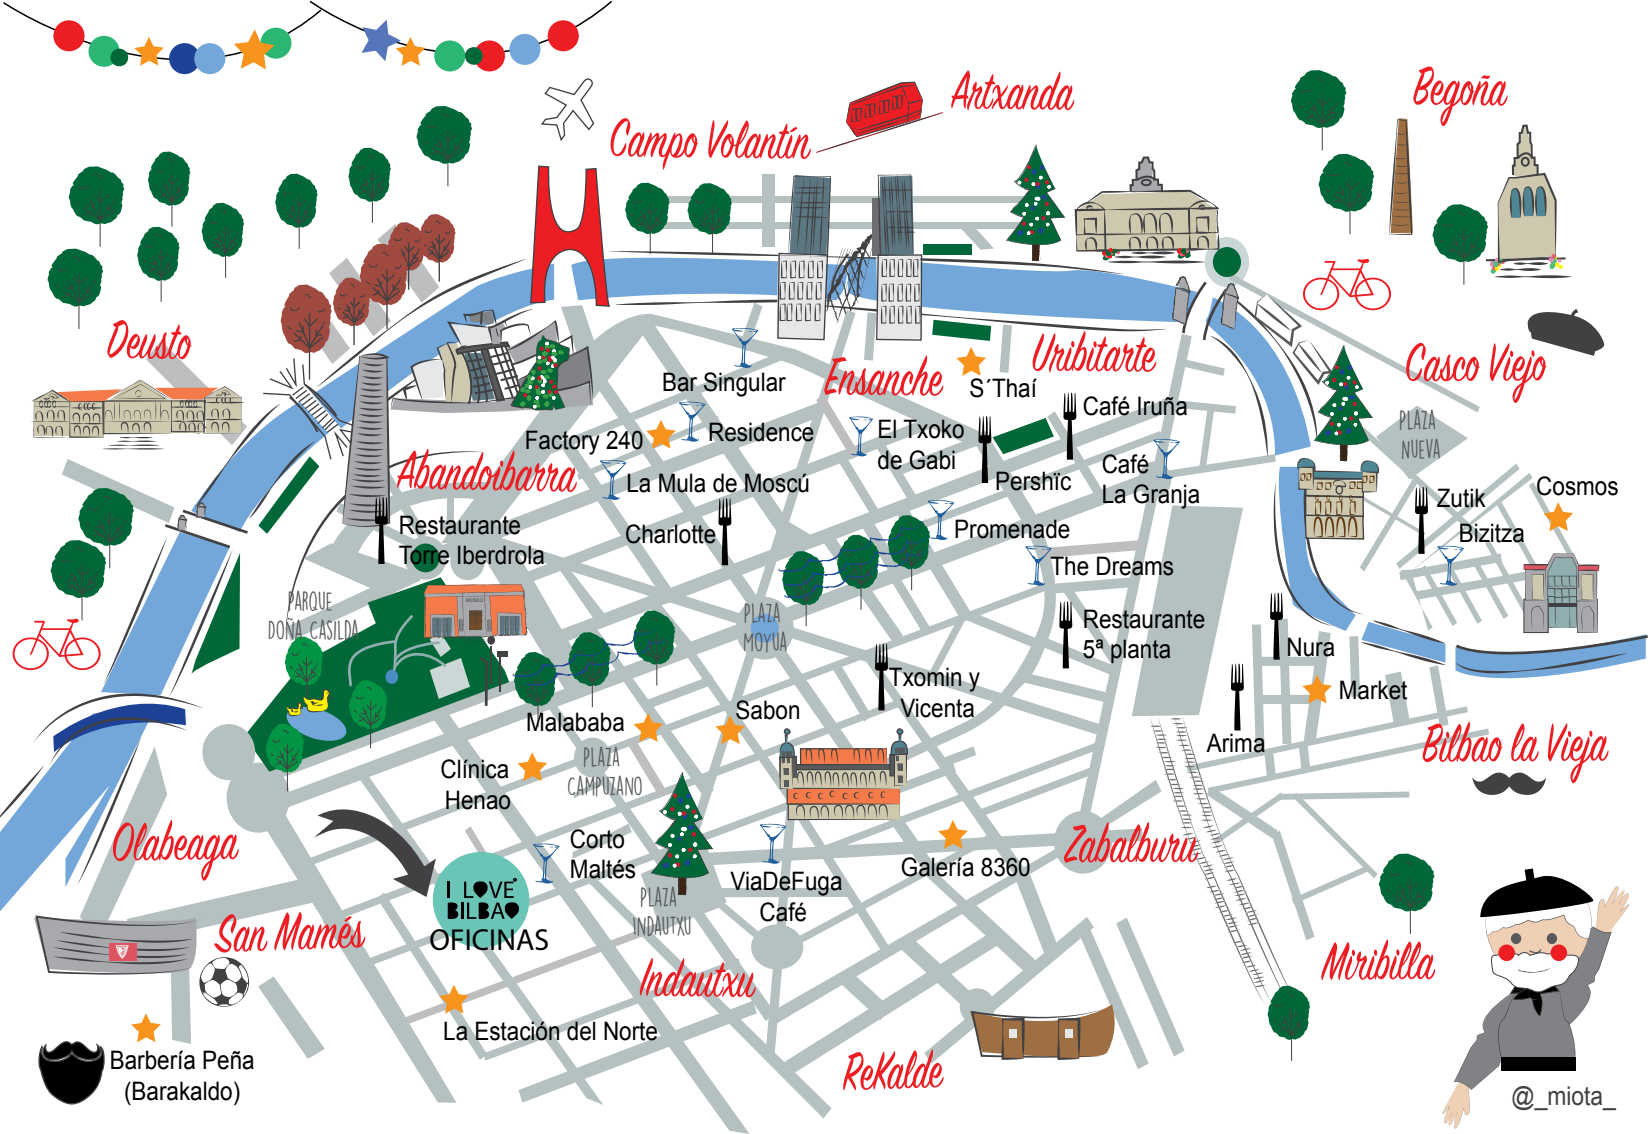 Artxanda
Begoña
Campo Volantín
Deusto
Uribitarte
Casco Viejo
Ensanche
Bar Singular
S´Thaí
Café Iruña
PLAZA
NUEVA
Factory 240
Residence
El Txoko
de Gabi
Abandoibarra
La Mula de Moscú
Pershïc
Café
La Granja
Zutik
Cosmos
Bizitza
Restaurante
Torre Iberdrola
Charlotte
Promenade
The Dreams
PARQUE
DOÑA CASILDA
MUSEO
PLAZA
MOYUA
Restaurante
5ª planta
Nura
Txomin y
Vicenta
Market
Arima
Malababa
Sabon
Bilbao la Vieja
Clínica
Henao
PLAZA
CAMPUZANO
Olabeaga
Corto
Maltés
Zabalburu
Galería 8360
ViaDeFuga
Café
I LOVE
BILBAO
OFICINAS
PLAZA
INDAUTXU
San Mamés
Indautxu
Miribilla
La Estación del Norte
Barbería Peña
(Barakaldo)
ReKalde
@_miota_